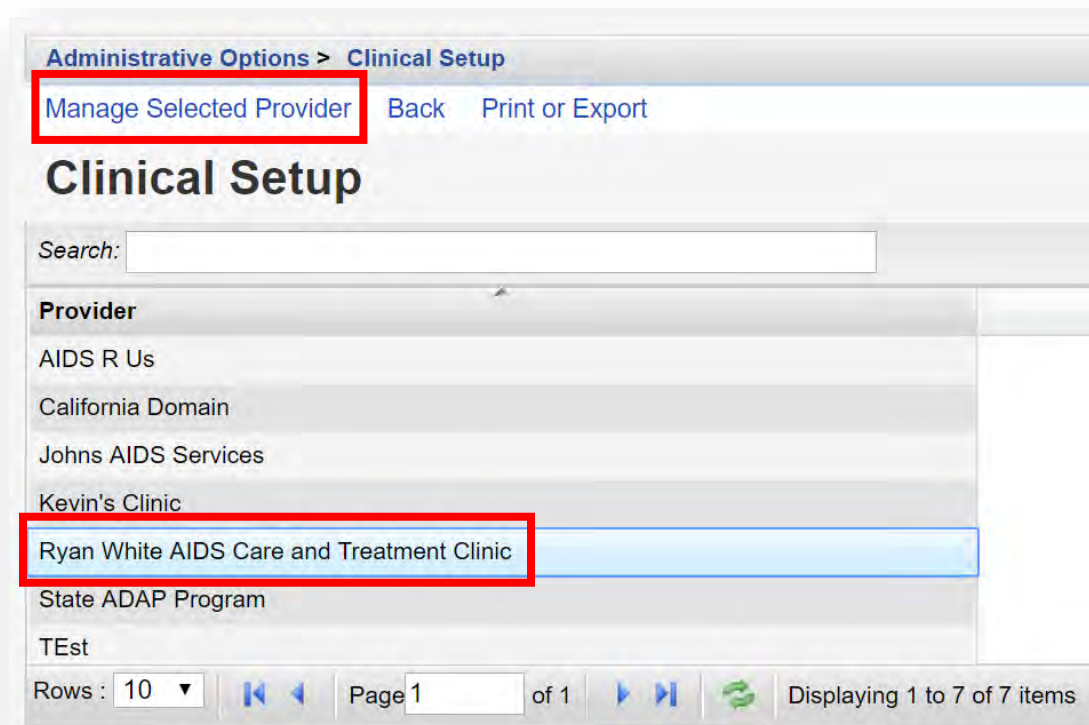 Administrative Options > Clinical Setup
Manage Selected Provider Back Print or Export
Clinical Setup
Search:
Provider
AIDS R Us
California Domain
Johns AIDS Services
Kevin's Clinic
Ryan White AIDS Care and Treatment Clinic
State ADAP Program
TEst
Rows : 10 Page 1 of 1 Displaying 1 to 7 of 7 items